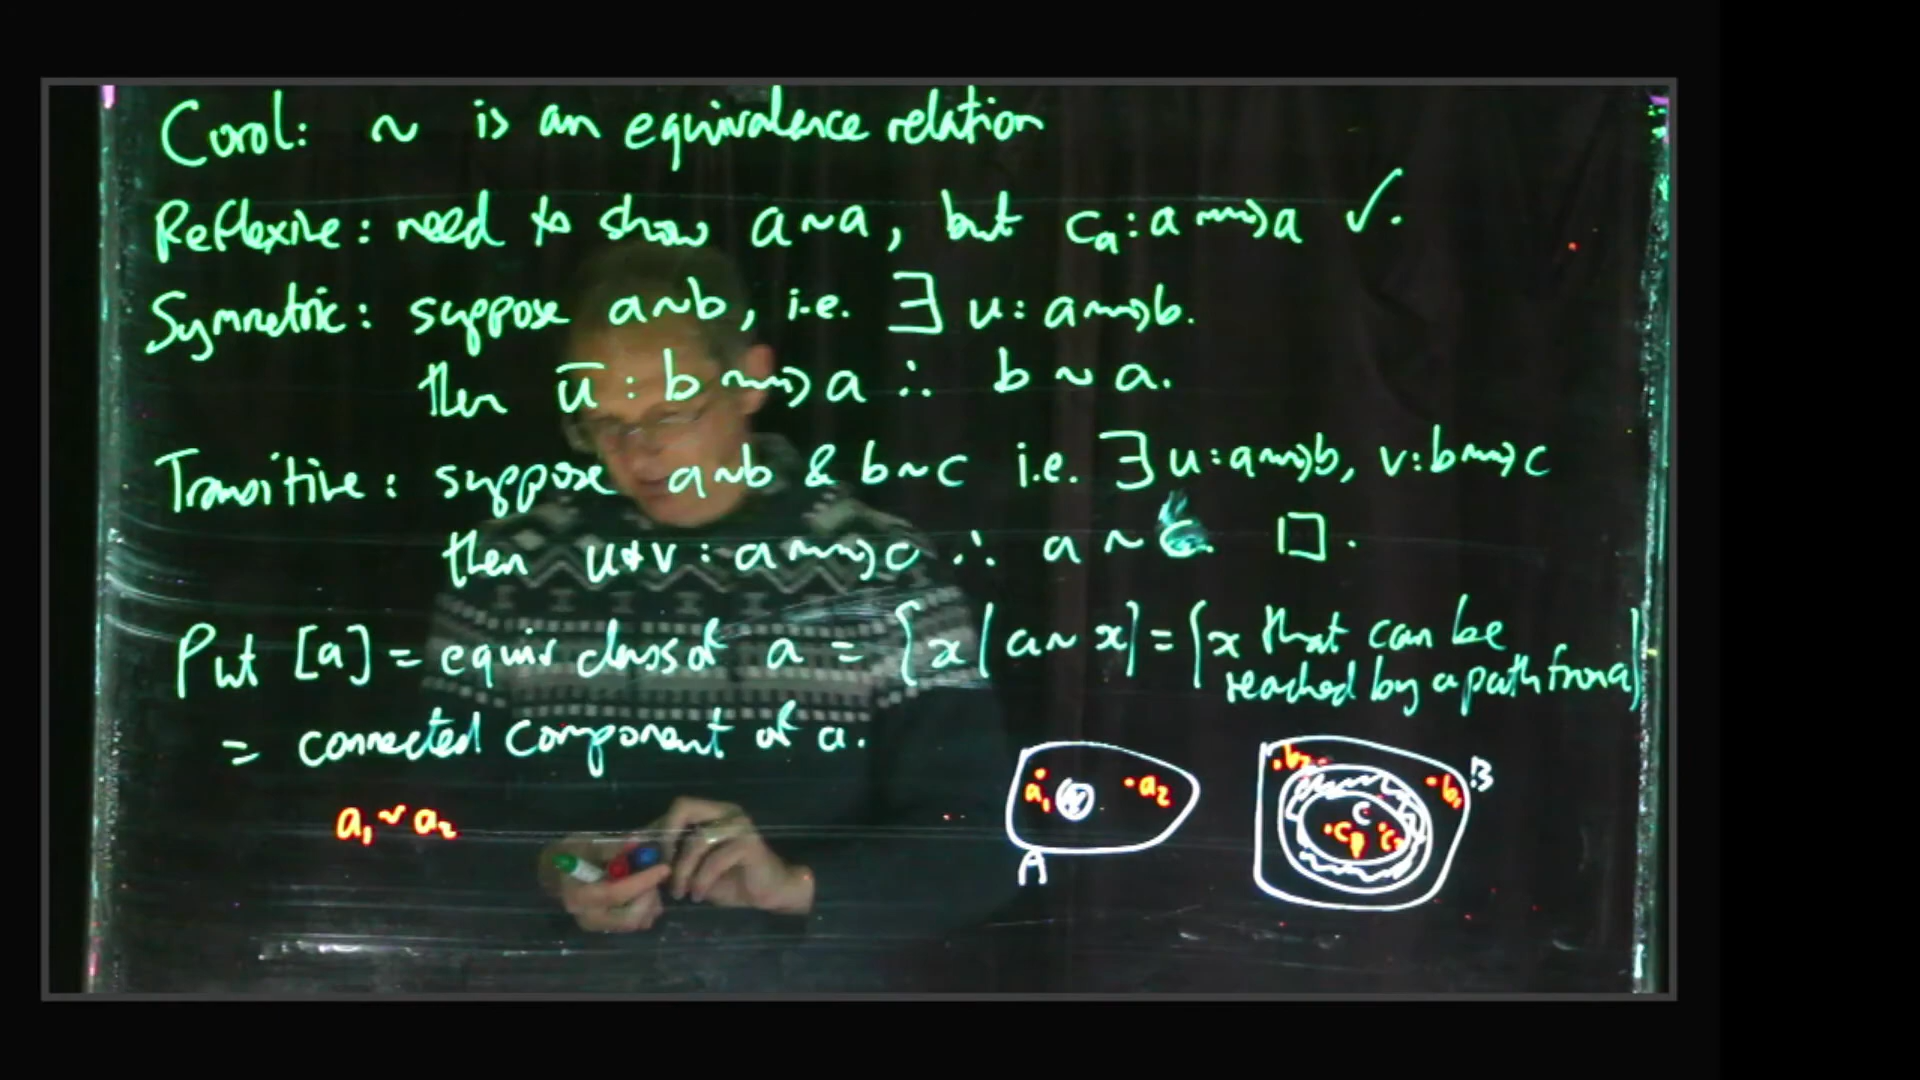 Corol: ~ is an equivalence relation
Reflexive: need to show a~a, but cₐ: a ⇝ a ✓.
Symmetric: suppose a~b, i.e. ∃ u: a ⇝ b.
then ū: b ⇝ a ∴ b ~ a.
Transitive: suppose a~b & b~c i.e. ∃ u: a ⇝ b, v: b ⇝ c
then u*v: a ⇝ c ∴ a ~ c. □.
Put [a] = equiv class of a = {x | a~x} = {x that can be
reached by a path from a}
= connected component of a.
a₁ ~ a₂
a₁ a₂
A
b₂ b₁ B
C
c₁ c₂